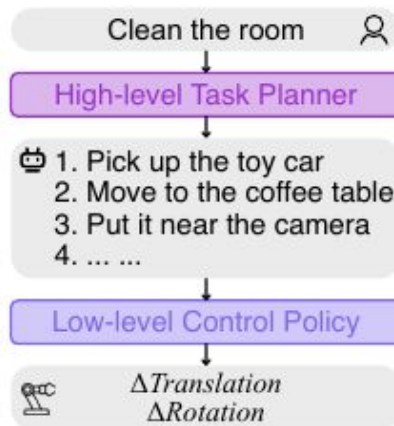 Clean the room
High-level Task Planner
1. Pick up the toy car
2. Move to the coffee table
3. Put it near the camera
4. ... ...
Low-level Control Policy
ΔTranslation
ΔRotation